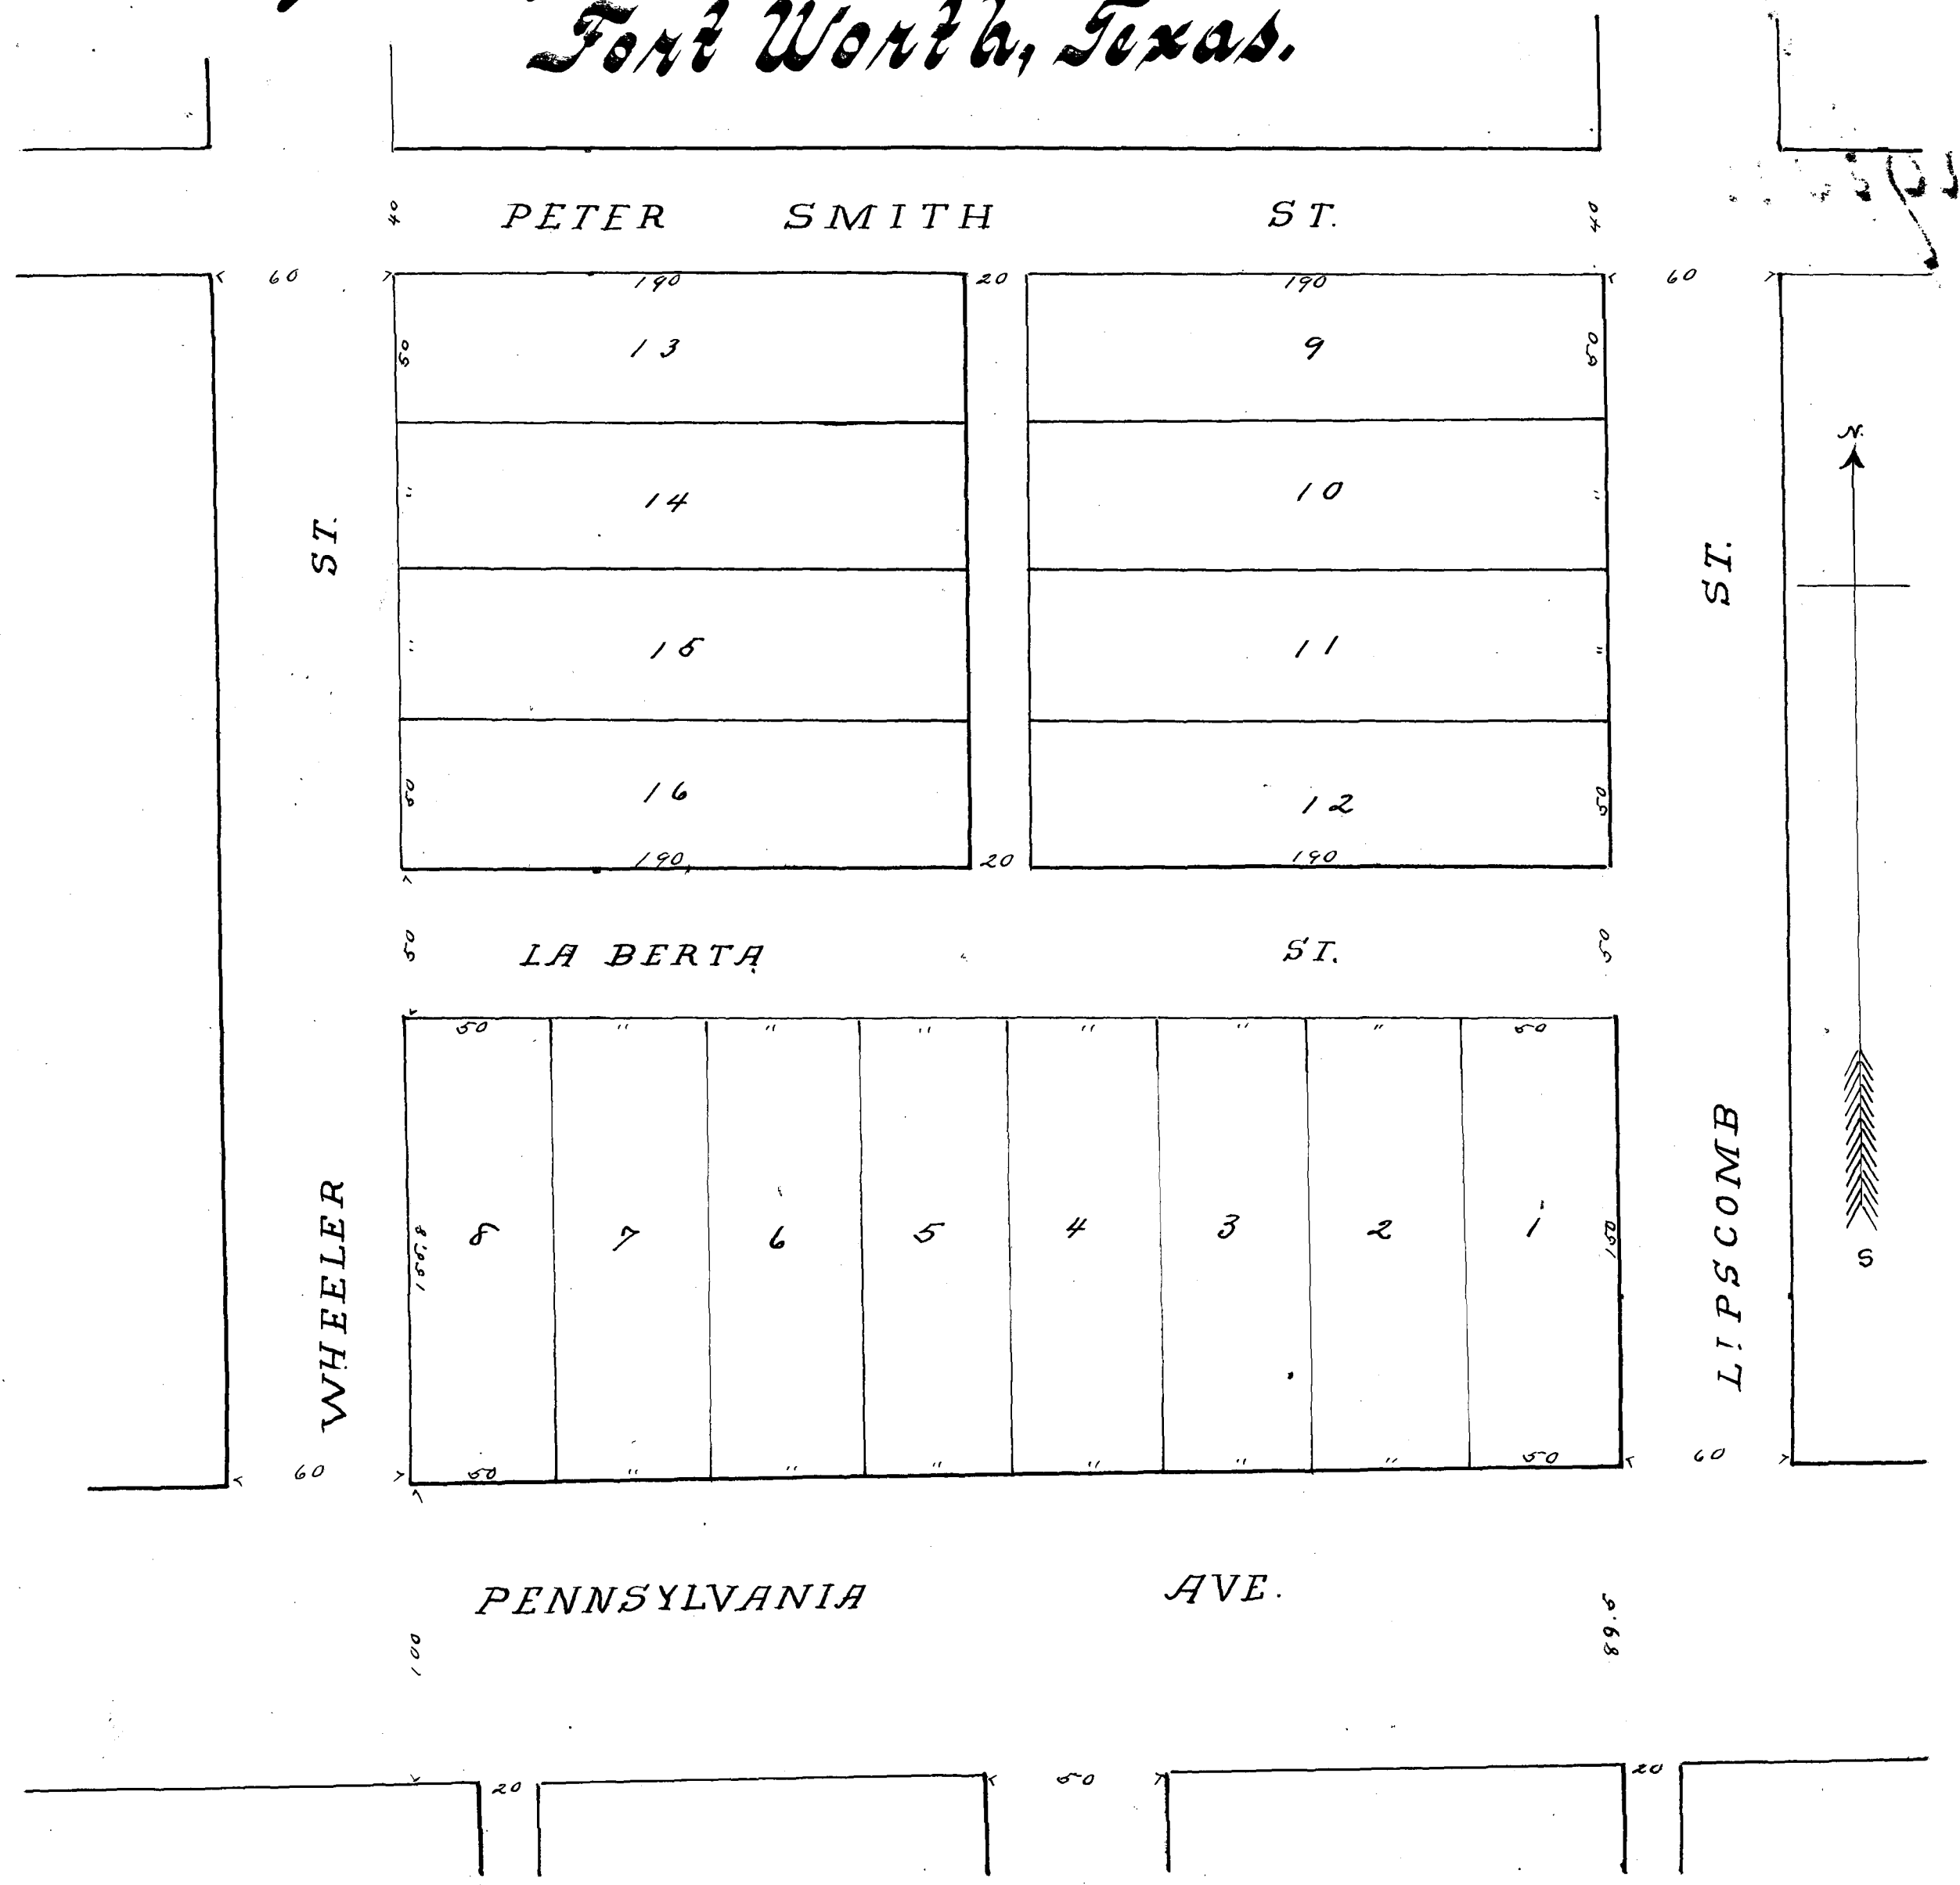 Fort Worth, Texas.
40 PETER SMITH ST. 40
60 190 20 190 60
50 13 9 50
N.
" 14 10 "
ST. ST.
" 15 11 "
50 16 12 50
190 20 190
50 LA BERTA ST. 50
50 " " " " " " 50
WHEELER 155.8 8 7 6 5 4 3 2 1 150 LIPSCOMB
S
60 50 " " " " " " 50 60
PENNSYLVANIA AVE.
100 89.5
20 50 20